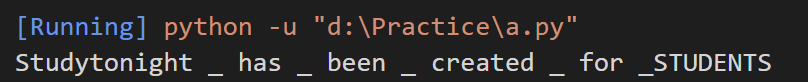 [Running] python -u "d:\Practice\a.py"
Studytonight _ has _ been _ created _ for _STUDENTS